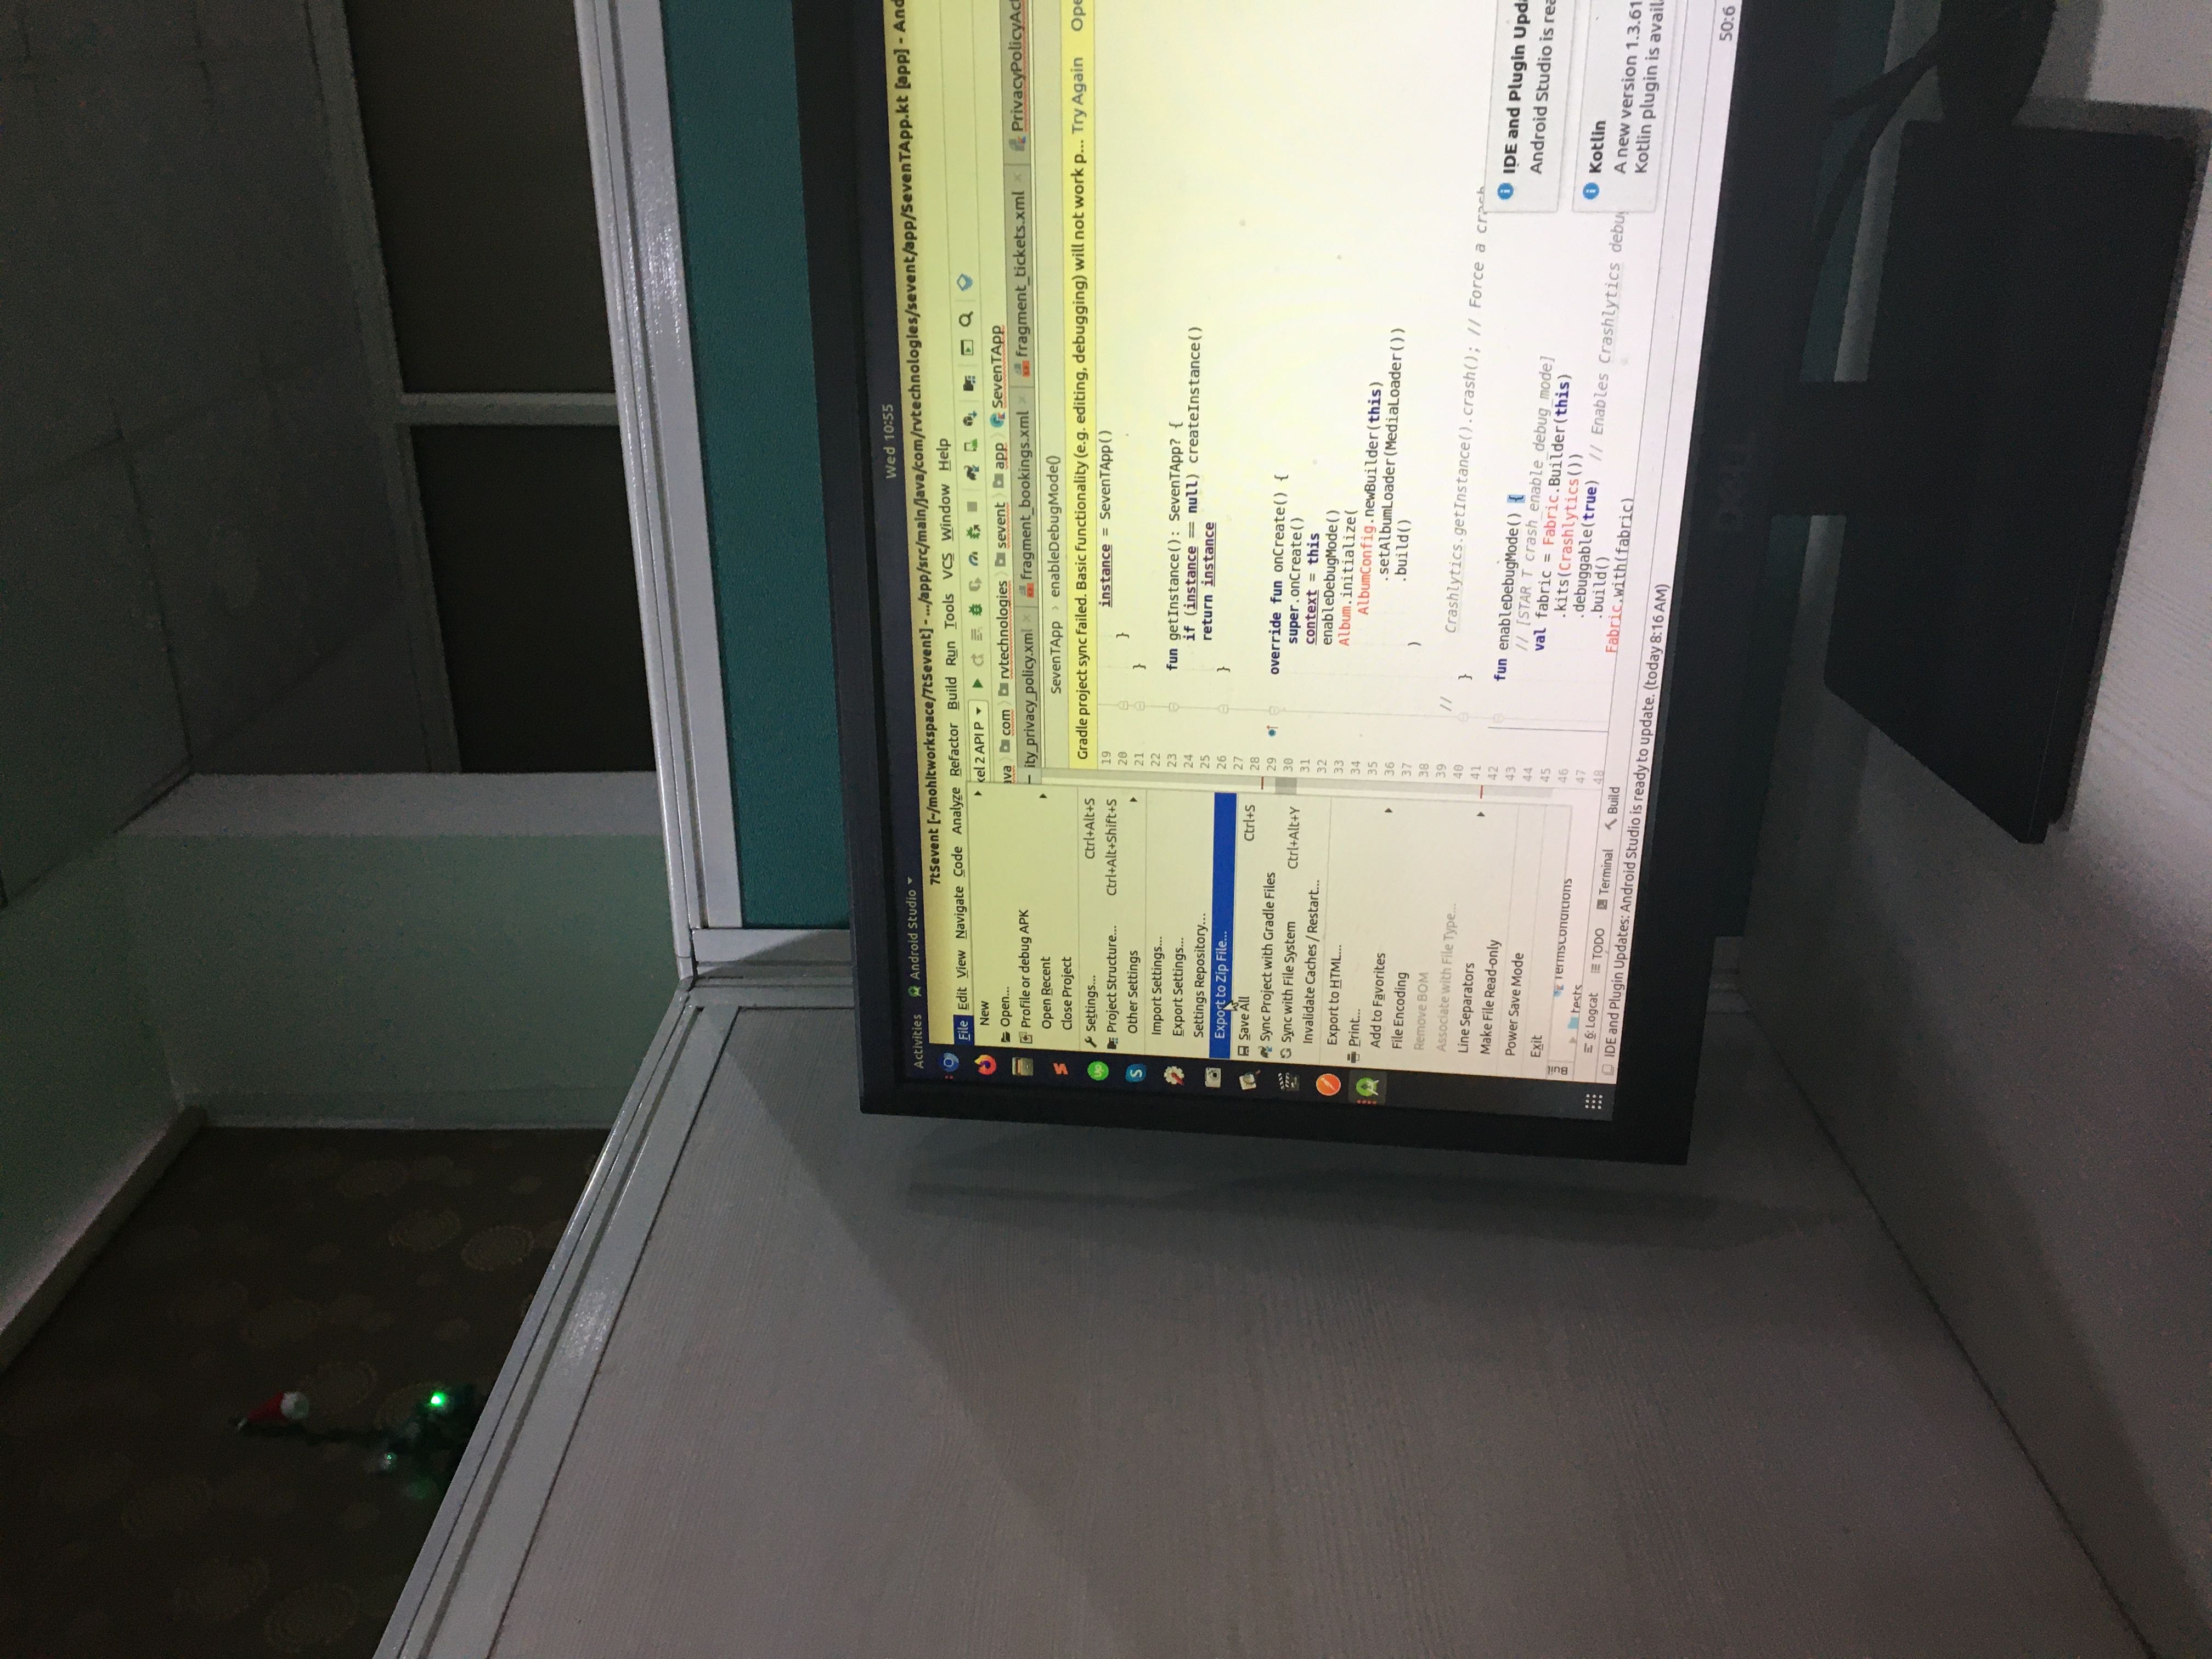 Wed 10:55
Activities Android Studio
7tSevent [~/mohitworkspace/7tSevent] - .../app/src/main/java/com/rvtechnologies/sevent/app/SevenTApp.kt [app] - And
File Edit View Navigate Code Analyze Refactor Build Run Tools VCS Window Help
xel 2 API P
ava com rvtechnologies sevent app SevenTApp
ity_privacy_policy.xml fragment_bookings.xml fragment_tickets.xml PrivacyPolicyAc
SevenTApp › enableDebugMode()
Gradle project sync failed. Basic functionality (e.g. editing, debugging) will not work p... Try Again Ope
New
Open...
Profile or debug APK
Open Recent
Close Project
Settings... Ctrl+Alt+S
Project Structure... Ctrl+Alt+Shift+S
Other Settings
Import Settings...
Export Settings...
Settings Repository...
Export to Zip File...
Save All Ctrl+S
Sync Project with Gradle Files
Sync with File System Ctrl+Alt+Y
Invalidate Caches / Restart...
Export to HTML...
Print...
Add to Favorites
File Encoding
Remove BOM
Associate with File Type...
Line Separators
Make File Read-only
Power Save Mode
Exit
TermsConditions
tests
19 instance = SevenTApp()
20 }
21 }
22
23 fun getInstance(): SevenTApp? {
24 if (instance == null) createInstance()
25 return instance
26 }
27
28
29 override fun onCreate() {
30 super.onCreate()
31 context = this
32 enableDebugMode()
33 Album.initialize(
34 AlbumConfig.newBuilder(this)
35 .setAlbumLoader(MediaLoader())
36 .build()
37 )
38
39 // Crashlytics.getInstance().crash(); // Force a crash
40 }
41
42 fun enableDebugMode() {
43 // [STAR T crash_enable_debug_mode]
44 val fabric = Fabric.Builder(this)
45 .kits(Crashlytics())
46 .debuggable(true) // Enables Crashlytics debu
47 .build()
48 Fabric.with(fabric)
IDE and Plugin Upda
Android Studio is rea
Kotlin
A new version 1.3.61
Kotlin plugin is avail
Buil
6: Logcat TODO Terminal Build
IDE and Plugin Updates: Android Studio is ready to update. (today 8:16 AM)
50:6
DELL